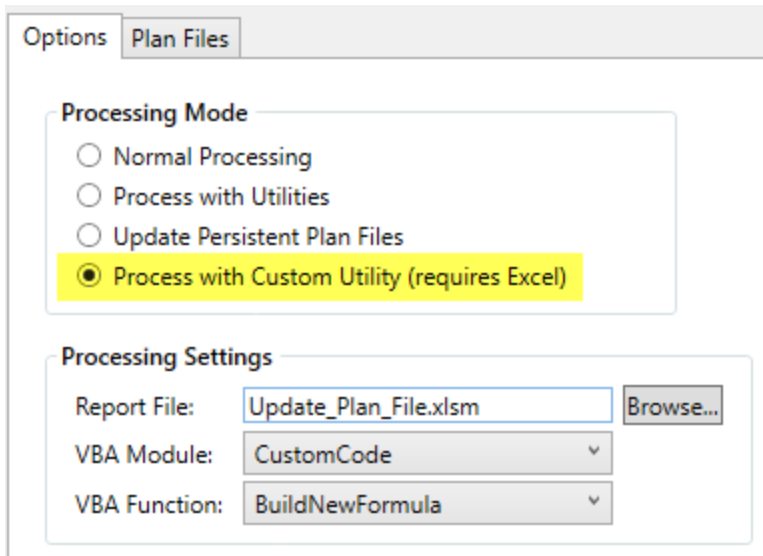 Options Plan Files
Processing Mode
Normal Processing
Process with Utilities
Update Persistent Plan Files
Process with Custom Utility (requires Excel)
Processing Settings
Report File: Update_Plan_File.xlsm Browse...
VBA Module: CustomCode
VBA Function: BuildNewFormula